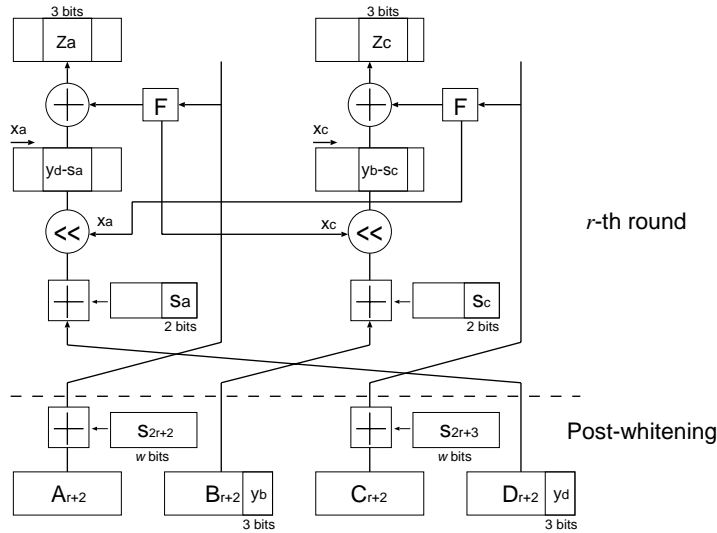 3 bits 3 bits
Za Zc
F F
xa xc
yd-sa yb-sc
xa xc
<< <<
r-th round
sa sc
2 bits 2 bits
Post-whitening
s2r+2 s2r+3
w bits w bits
Ar+2 Br+2 yb Cr+2 Dr+2 yd
3 bits 3 bits